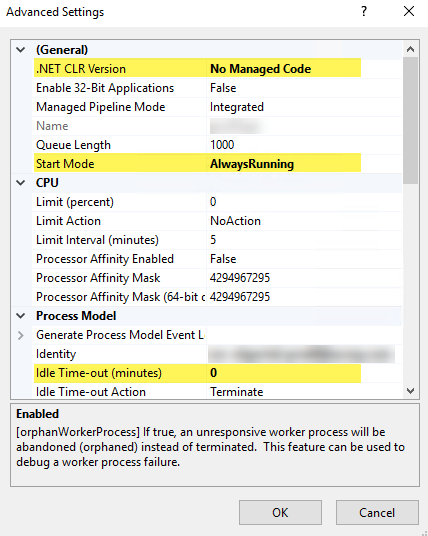 Advanced Settings
(General)
.NET CLR Version No Managed Code
Enable 32-Bit Applications False
Managed Pipeline Mode Integrated
Name
Queue Length 1000
Start Mode AlwaysRunning
CPU
Limit (percent) 0
Limit Action NoAction
Limit Interval (minutes) 5
Processor Affinity Enabled False
Processor Affinity Mask 4294967295
Processor Affinity Mask (64-bit o 4294967295
Process Model
Generate Process Model Event L
Identity
Idle Time-out (minutes) 0
Idle Time-out Action Terminate
Enabled
[orphanWorkerProcess] If true, an unresponsive worker process will be
abandoned (orphaned) instead of terminated. This feature can be used to
debug a worker process failure.
OK Cancel